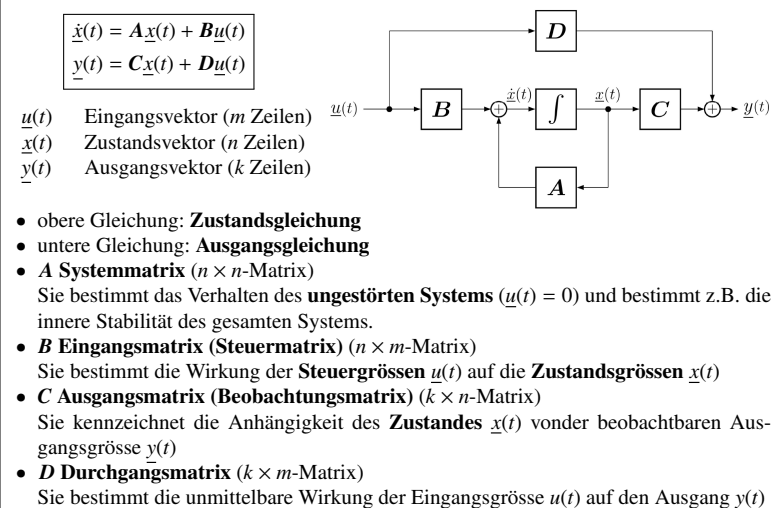 ẋ(t) = Ax(t) + Bu(t)
y(t) = Cx(t) + Du(t)
u(t) Eingangsvektor (m Zeilen)
x(t) Zustandsvektor (n Zeilen)
y(t) Ausgangsvektor (k Zeilen)
D
u(t) B + ẋ(t) ∫ x(t) C + y(t)
A
• obere Gleichung: Zustandsgleichung
• untere Gleichung: Ausgangsgleichung
• A Systemmatrix (n × n-Matrix)
Sie bestimmt das Verhalten des ungestörten Systems (u(t) = 0) und bestimmt z.B. die
innere Stabilität des gesamten Systems.
• B Eingangsmatrix (Steuermatrix) (n × m-Matrix)
Sie bestimmt die Wirkung der Steuergrössen u(t) auf die Zustandsgrössen x(t)
• C Ausgangsmatrix (Beobachtungsmatrix) (k × n-Matrix)
Sie kennzeichnet die Anhängigkeit des Zustandes x(t) vonder beobachtbaren Aus-
gangsgrösse y(t)
• D Durchgangsmatrix (k × m-Matrix)
Sie bestimmt die unmittelbare Wirkung der Eingangsgrösse u(t) auf den Ausgang y(t)